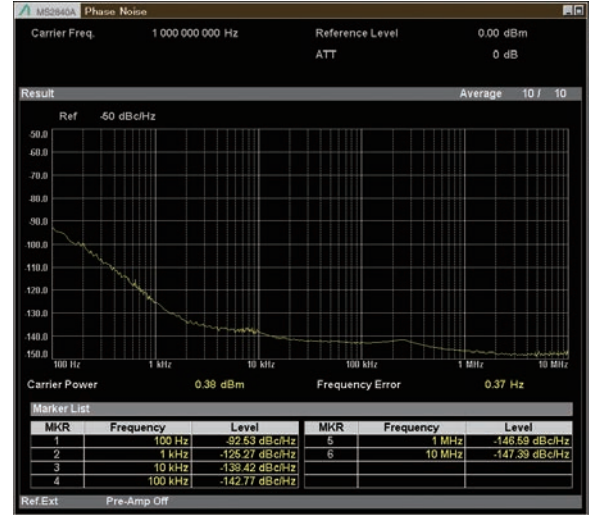 MS2840A Phase Noise
Carrier Freq. 1 000 000 000 Hz Reference Level 0.00 dBm
ATT 0 dB
Result Average 10 / 10
Ref -50 dBc/Hz
-50.0
-60.0
-70.0
-80.0
-90.0
-100.0
-110.0
-120.0
-130.0
-140.0
-150.0
100 Hz 1 kHz 10 kHz 100 kHz 1 MHz 10 MHz
Carrier Power 0.38 dBm Frequency Error 0.37 Hz
Marker List
MKR Frequency Level MKR Frequency Level
1 100 Hz -92.53 dBc/Hz 5 1 MHz -146.59 dBc/Hz
2 1 kHz -125.27 dBc/Hz 6 10 MHz -147.39 dBc/Hz
3 10 kHz -138.42 dBc/Hz
4 100 kHz -142.77 dBc/Hz
Ref.Ext Pre-Amp Off